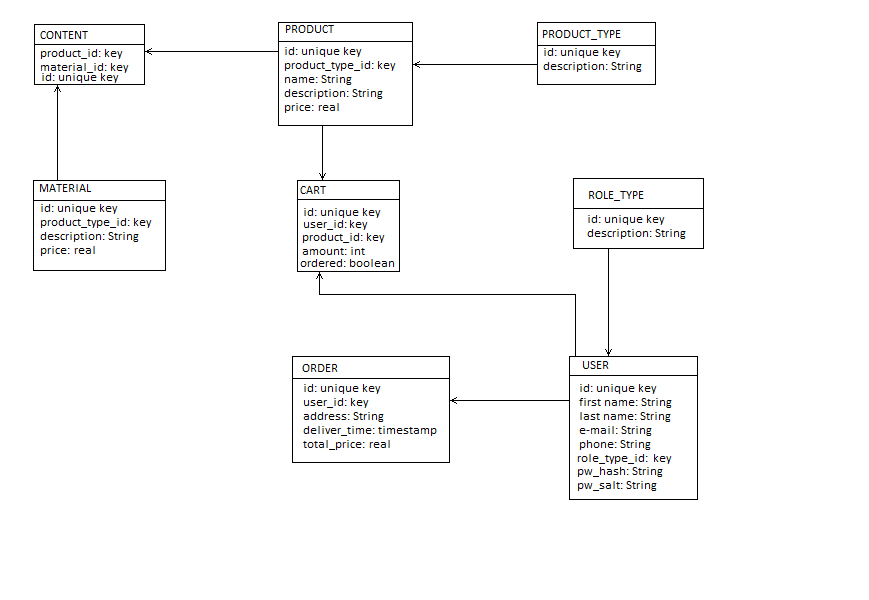 CONTENT
product_id: key
material_id: key
id: unique key
PRODUCT
id: unique key
product_type_id: key
name: String
description: String
price: real
PRODUCT_TYPE
id: unique key
description: String
MATERIAL
id: unique key
product_type_id: key
description: String
price: real
CART
id: unique key
user_id: key
product_id: key
amount: int
ordered: boolean
ROLE_TYPE
id: unique key
description: String
ORDER
id: unique key
user_id: key
address: String
deliver_time: timestamp
total_price: real
USER
id: unique key
first name: String
last name: String
e-mail: String
phone: String
role_type_id: key
pw_hash: String
pw_salt: String